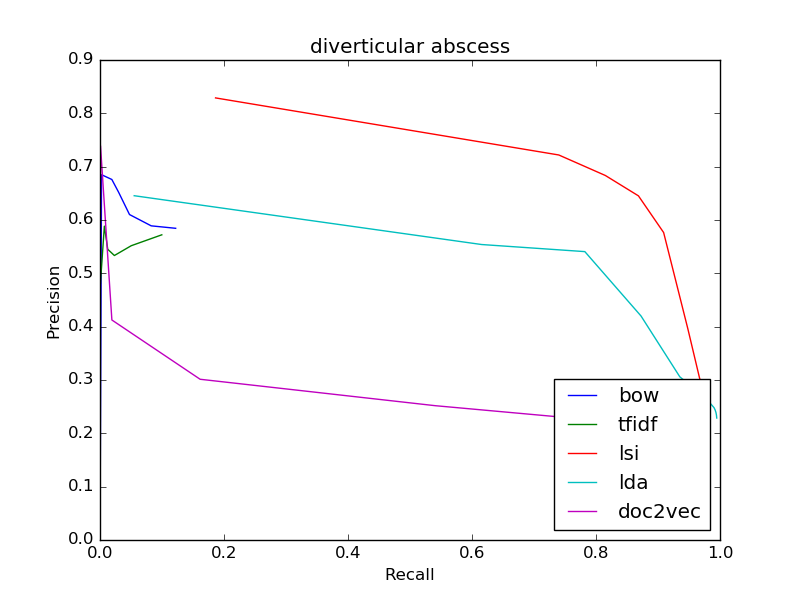 diverticular abscess
0.9
0.8
0.7
0.6
0.5
0.4
0.3
0.2
0.1
0.0
Precision
0.0 0.2 0.4 0.6 0.8 1.0
Recall
bow
tfidf
lsi
lda
doc2vec